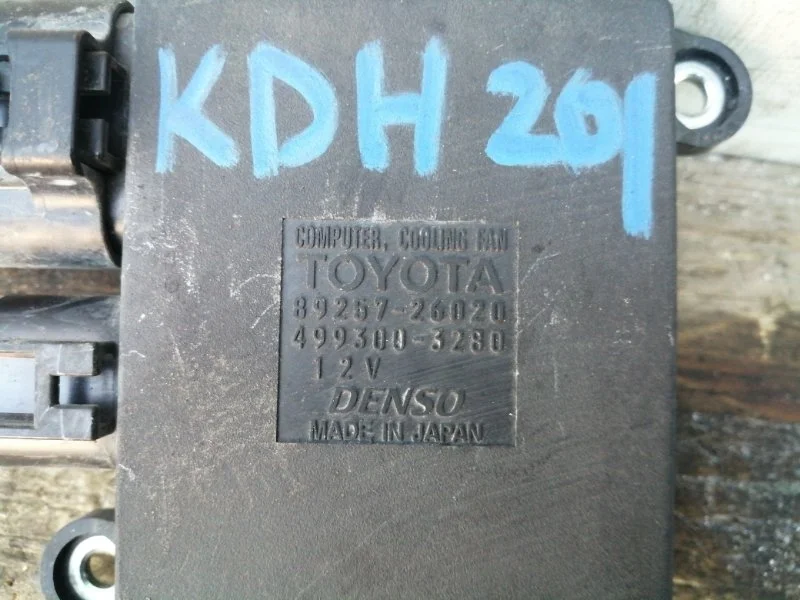 KDH 201
COMPUTER, COOLING FAN
TOYOTA
89257-26020
499300-3280
12V
DENSO
MADE IN JAPAN